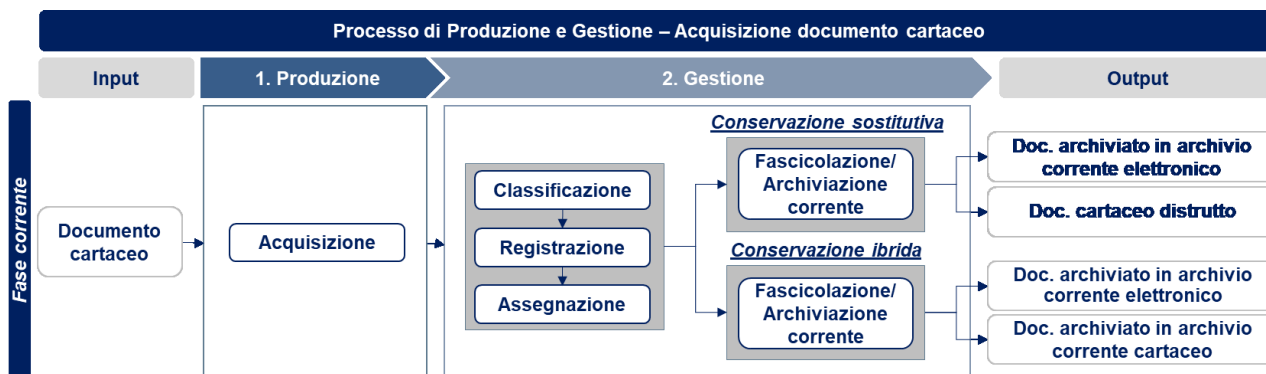 Processo di Produzione e Gestione – Acquisizione documento cartaceo
Input
1. Produzione
2. Gestione
Output
Fase corrente
Documento
cartaceo
Acquisizione
Classificazione
Registrazione
Assegnazione
Conservazione sostitutiva
Fascicolazione/
Archiviazione
corrente
Conservazione ibrida
Fascicolazione/
Archiviazione
corrente
Doc. archiviato in archivio
corrente elettronico
Doc. cartaceo distrutto
Doc. archiviato in archivio
corrente elettronico
Doc. archiviato in archivio
corrente cartaceo